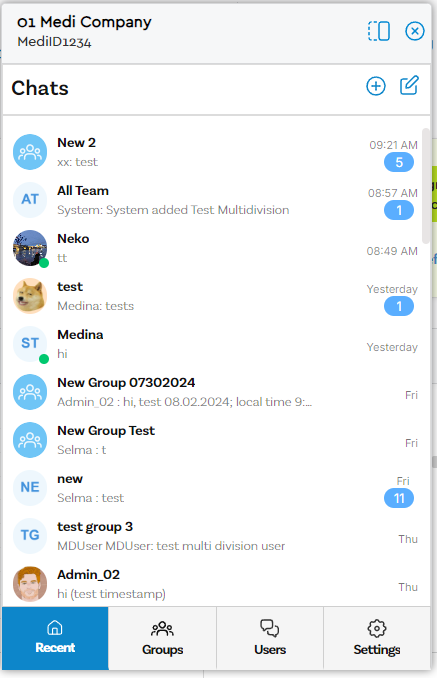 01 Medi Company
MediID1234
Chats
New 2
09:21 AM
xx: test
5
All Team
08:57 AM
System: System added Test Multidivision
1
Neko
08:49 AM
tt
test
Yesterday
Medina: tests
1
Medina
Yesterday
hi
New Group 07302024
Fri
Admin_02 : hi, test 08.02.2024; local time 9:...
New Group Test
Fri
Selma : t
new
Fri
Selma : test
11
test group 3
Thu
MDUser MDUser: test multi division user
Admin_02
Thu
hi (test timestamp)
AT
ST
NE
TG
Recent
Groups
Users
Settings